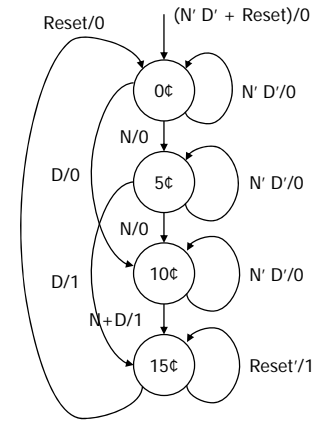 (N’ D’ + Reset)/0
Reset/0
0¢
N’ D’/0
N/0
D/0
5¢
N’ D’/0
N/0
10¢
N’ D’/0
D/1
N+D/1
15¢
Reset’/1